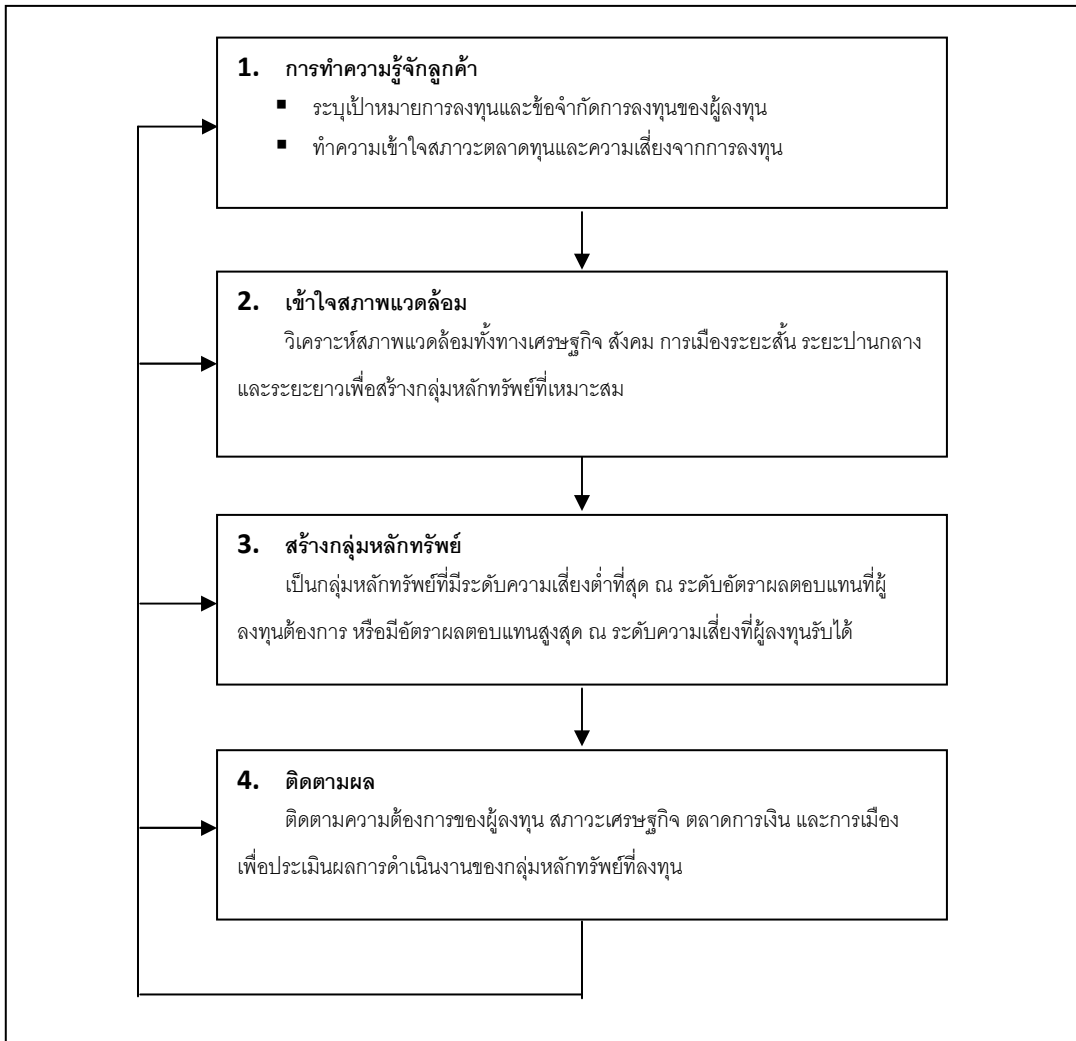 1. การทำความรู้จักลูกค้า
■ ระบุเป้าหมายการลงทุนและข้อจำกัดการลงทุนของผู้ลงทุน
■ ทำความเข้าใจสภาวะตลาดทุนและความเสี่ยงจากการลงทุน
2. เข้าใจสภาพแวดล้อม
วิเคราะห์สภาพแวดล้อมทั้งทางเศรษฐกิจ สังคม การเมืองระยะสั้น ระยะปานกลาง
และระยะยาวเพื่อสร้างกลุ่มหลักทรัพย์ที่เหมาะสม
3. สร้างกลุ่มหลักทรัพย์
เป็นกลุ่มหลักทรัพย์ที่มีระดับความเสี่ยงต่ำที่สุด ณ ระดับอัตราผลตอบแทนที่ผู้
ลงทุนต้องการ หรือมีอัตราผลตอบแทนสูงสุด ณ ระดับความเสี่ยงที่ผู้ลงทุนรับได้
4. ติดตามผล
ติดตามความต้องการของผู้ลงทุน สภาวะเศรษฐกิจ ตลาดการเงิน และการเมือง
เพื่อประเมินผลการดำเนินงานของกลุ่มหลักทรัพย์ที่ลงทุน